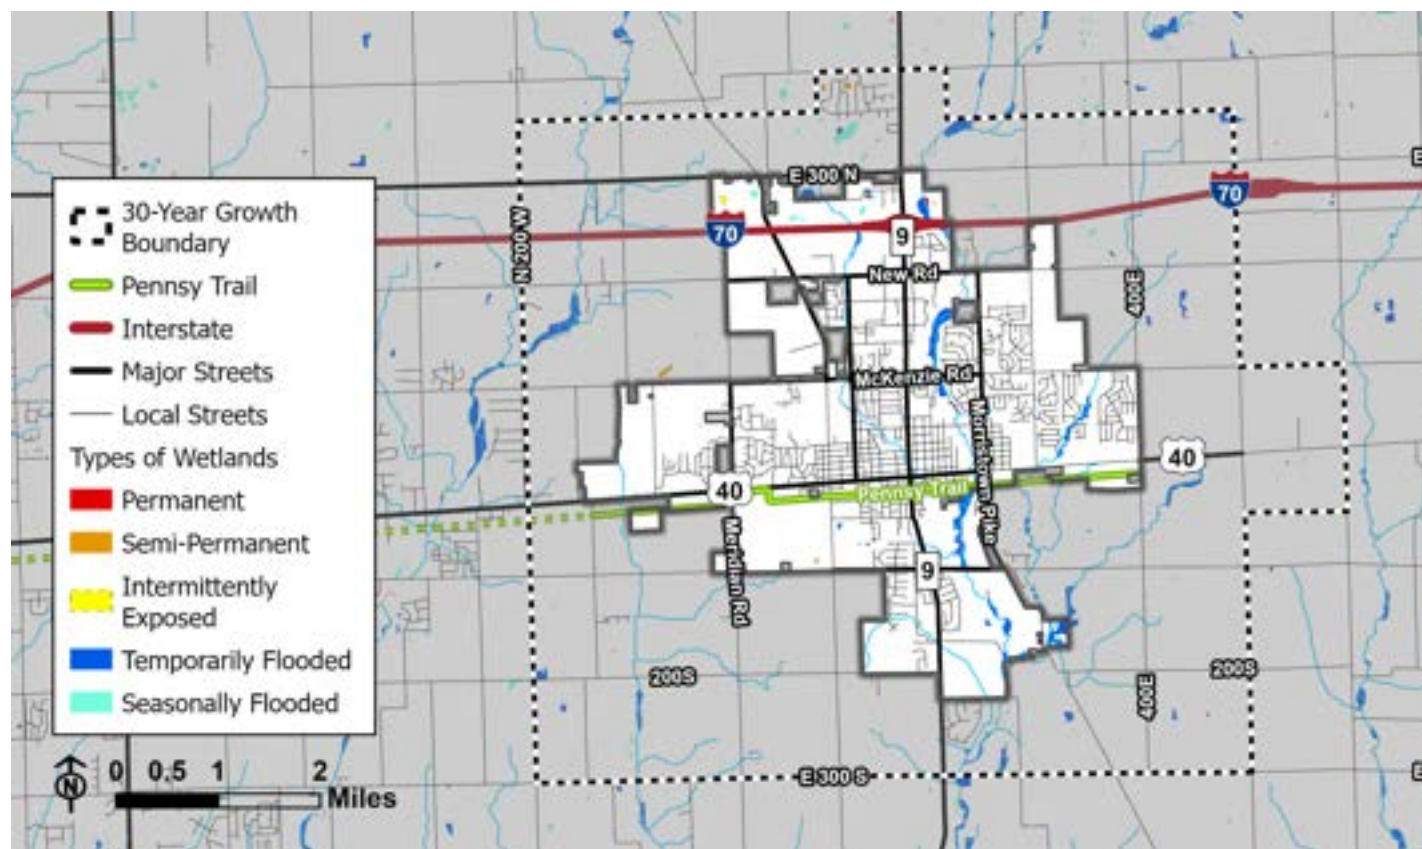 E 300 N
70
70
9
N 200 W
New Rd
400E
McKenzie Rd
Morristown Pike
40
40
Pennsy Trail
Meridian Rd
9
200S
200S
400E
E 300 S
E
E
30-Year Growth
Boundary
Pennsy Trail
Interstate
Major Streets
Local Streets
Types of Wetlands
Permanent
Semi-Permanent
Intermittently
Exposed
Temporarily Flooded
Seasonally Flooded
N
0 0.5 1 2
Miles